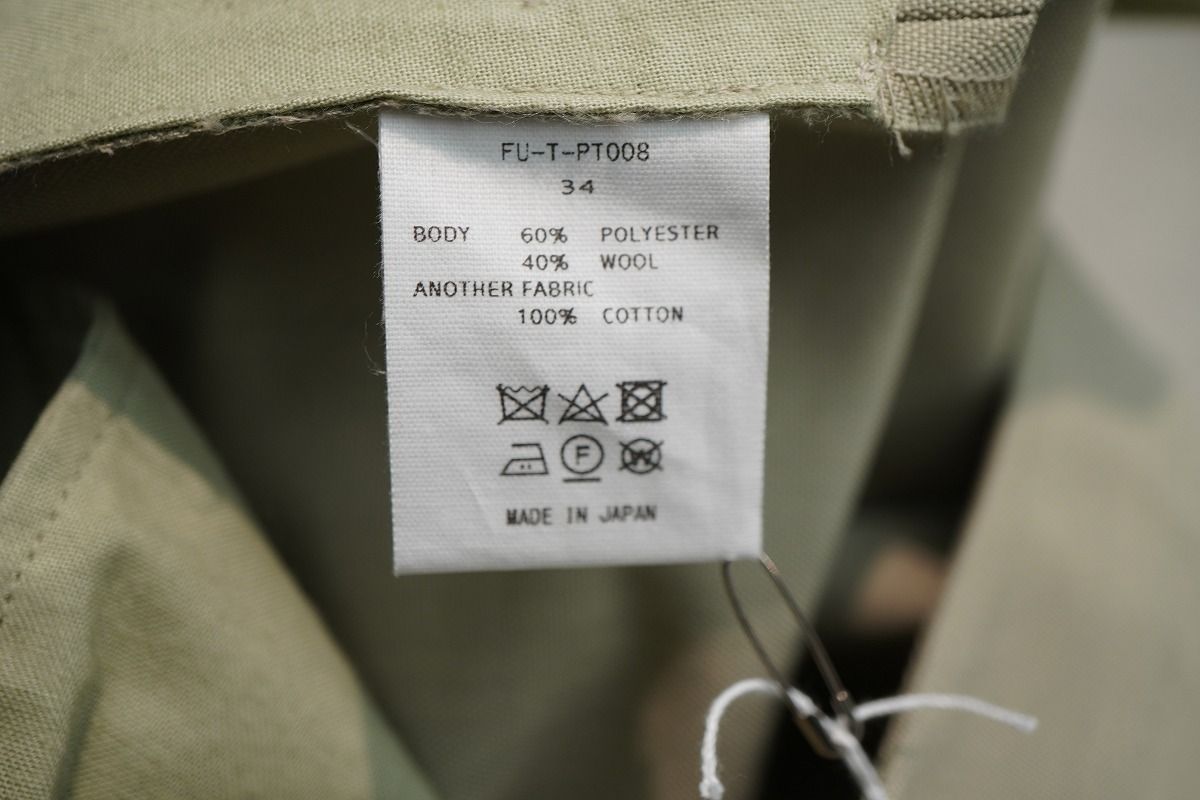 FU-T-PT008
34
BODY 60% POLYESTER
40% WOOL
ANOTHER FABRIC
100% COTTON
F W
MADE IN JAPAN